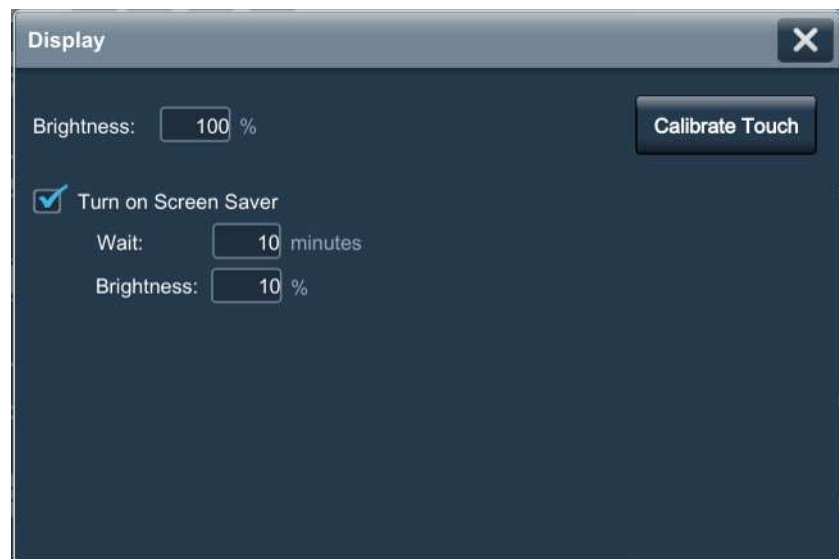 Display
Brightness: 100 %
Calibrate Touch
Turn on Screen Saver
Wait: 10 minutes
Brightness: 10 %